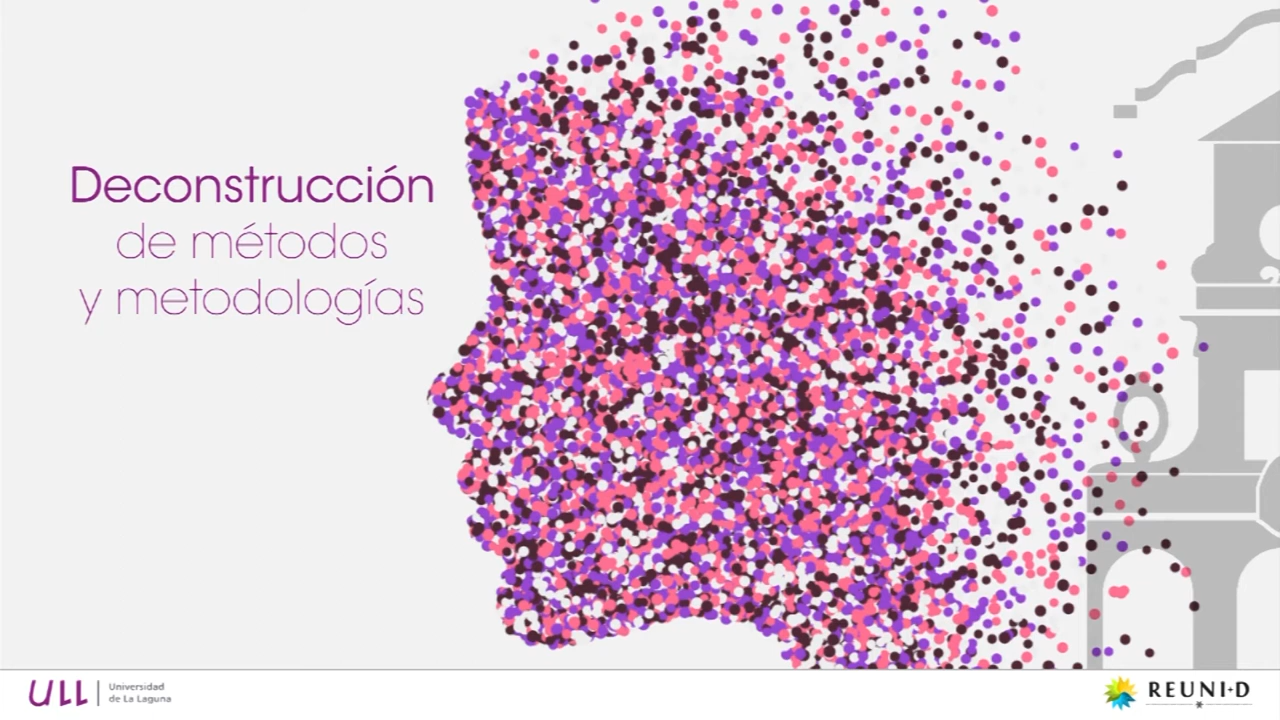 Deconstrucción
de métodos
y metodologías
ULL
Universidad
de La Laguna
REUNI+D